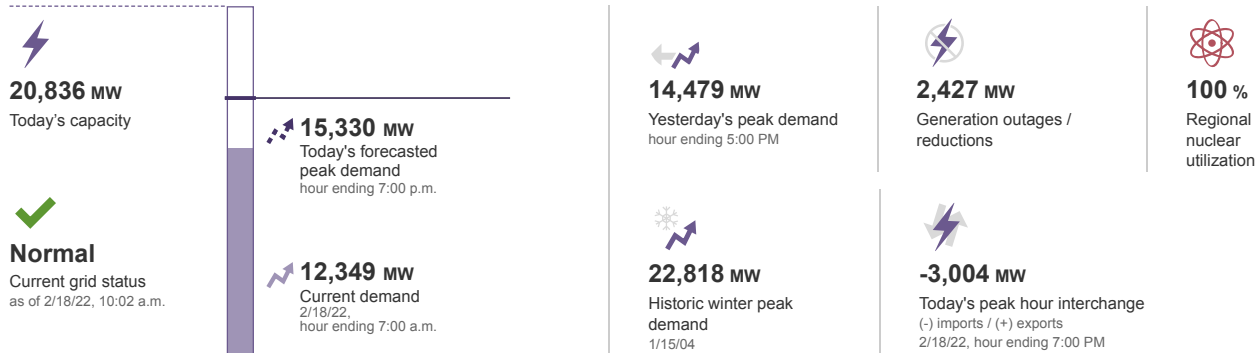 20,836 MW
Today's capacity
Normal
Current grid status
as of 2/18/22, 10:02 a.m.
15,330 MW
Today's forecasted
peak demand
hour ending 7:00 p.m.
12,349 MW
Current demand
2/18/22,
hour ending 7:00 a.m.
14,479 MW
Yesterday's peak demand
hour ending 5:00 PM
2,427 MW
Generation outages /
reductions
100 %
Regional
nuclear
utilization
22,818 MW
Historic winter peak
demand
1/15/04
-3,004 MW
Today's peak hour interchange
(-) imports / (+) exports
2/18/22, hour ending 7:00 PM